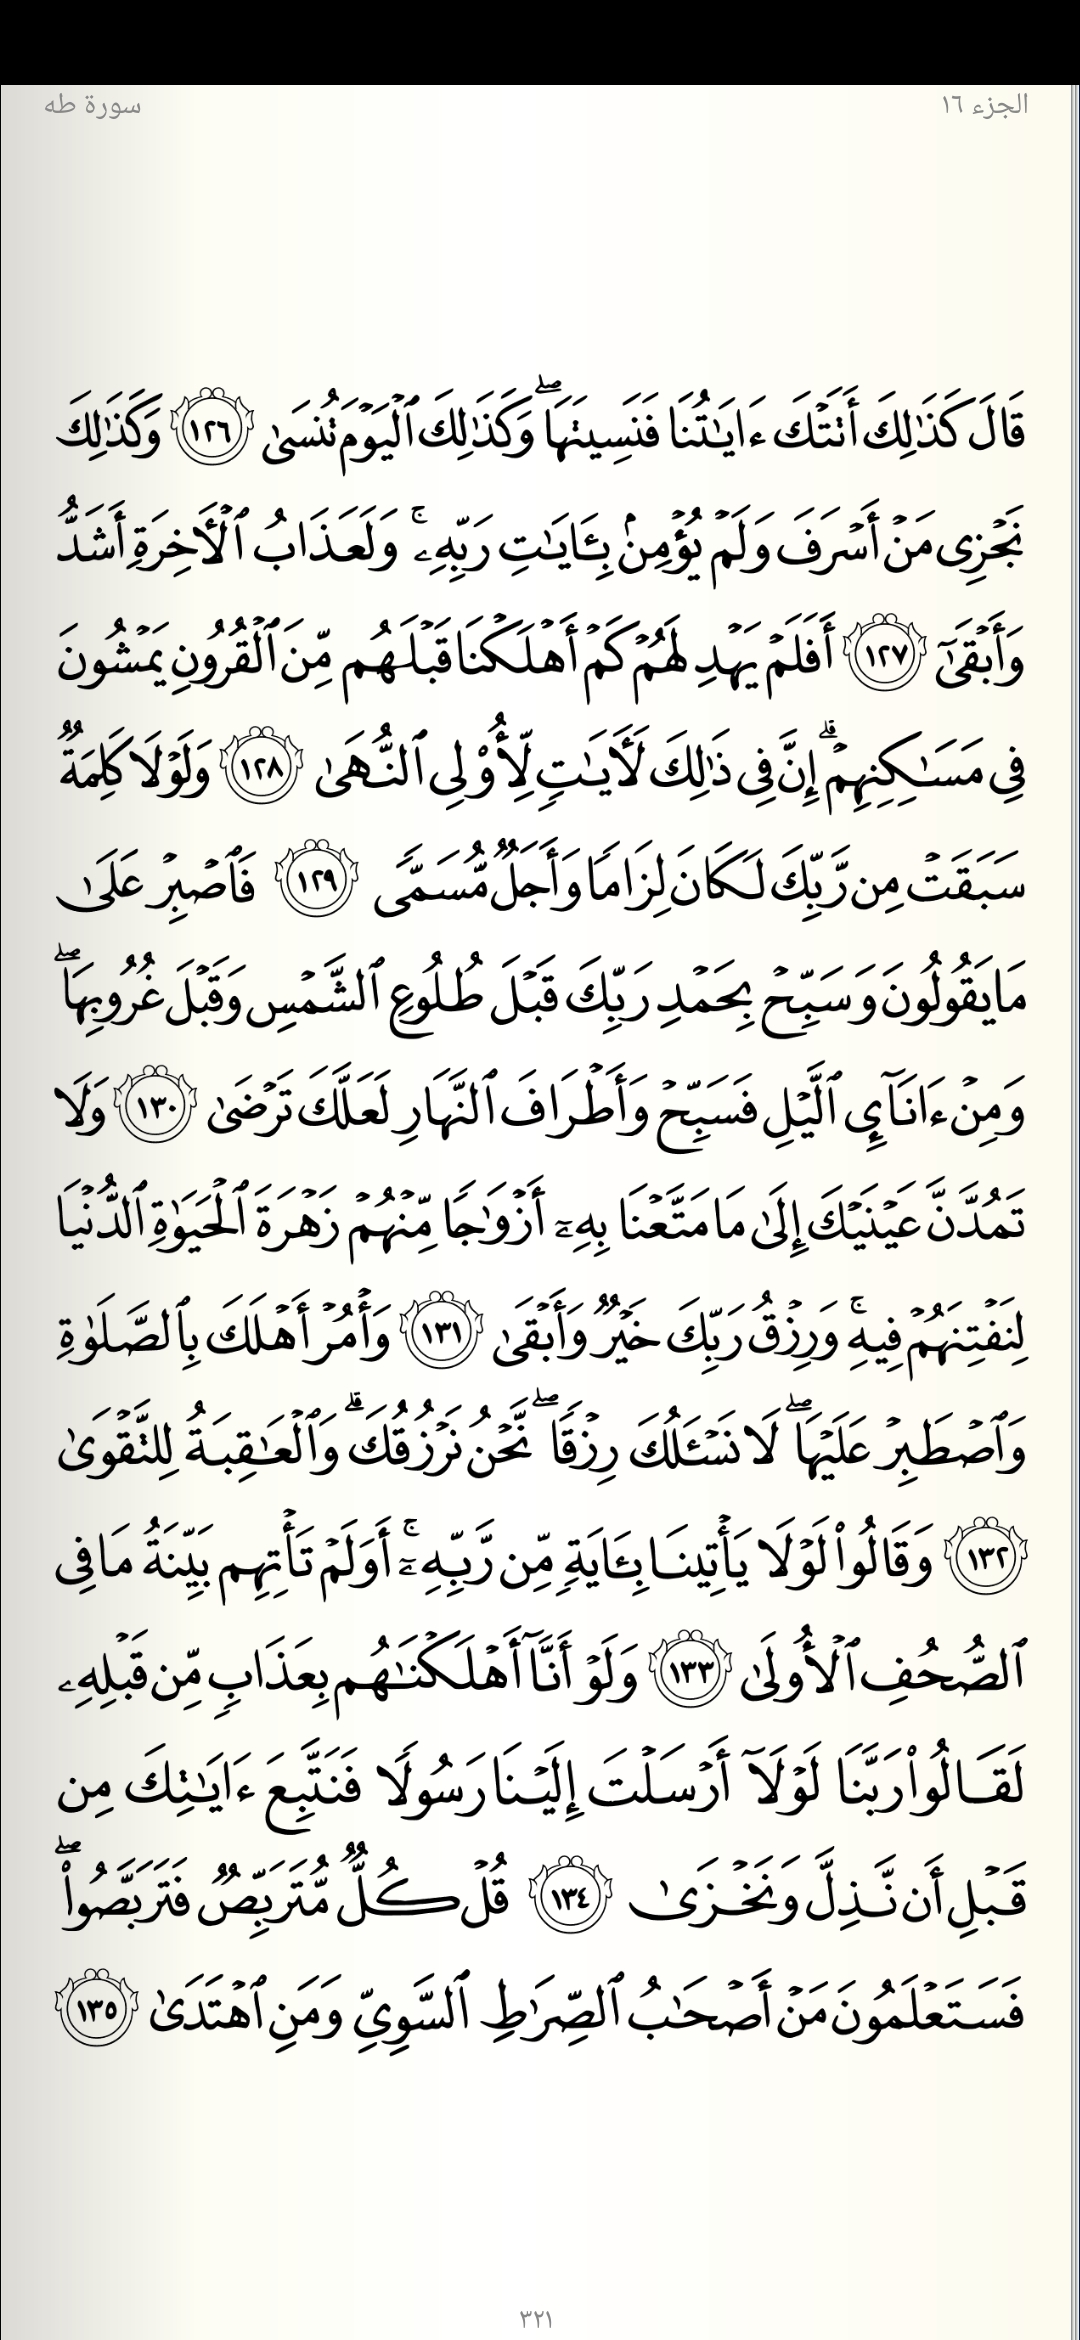 الجزء ١٦
سورة طه
قَالَ كَذَٰلِكَ أَتَتْكَ ءَايَـٰتُنَا فَنَسِيتَهَا ۖ وَكَذَٰلِكَ ٱلْيَوْمَ تُنسَىٰ ١٢٦ وَكَذَٰلِكَ
نَجْزِى مَنْ أَسْرَفَ وَلَمْ يُؤْمِنۢ بِـَٔايَـٰتِ رَبِّهِۦ ۚ وَلَعَذَابُ ٱلْـَٔاخِرَةِ أَشَدُّ
وَأَبْقَىٰٓ ١٢٧ أَفَلَمْ يَهْدِ لَهُمْ كَمْ أَهْلَكْنَا قَبْلَهُم مِّنَ ٱلْقُرُونِ يَمْشُونَ
فِى مَسَـٰكِنِهِمْ ۗ إِنَّ فِى ذَٰلِكَ لَـَٔايَـٰتٍ لِّأُو۟لِى ٱلنُّهَىٰ ١٢٨ وَلَوْلَا كَلِمَةٌ
سَبَقَتْ مِن رَّبِّكَ لَكَانَ لِزَامًا وَأَجَلٌ مُّسَمًّى ١٢٩ فَٱصْبِرْ عَلَىٰ
مَا يَقُولُونَ وَسَبِّحْ بِحَمْدِ رَبِّكَ قَبْلَ طُلُوعِ ٱلشَّمْسِ وَقَبْلَ غُرُوبِهَا ۖ
وَمِنْ ءَانَآئِ ٱلَّيْلِ فَسَبِّحْ وَأَطْرَافَ ٱلنَّهَارِ لَعَلَّكَ تَرْضَىٰ ١٣٠ وَلَا
تَمُدَّنَّ عَيْنَيْكَ إِلَىٰ مَا مَتَّعْنَا بِهِۦٓ أَزْوَٰجًا مِّنْهُمْ زَهْرَةَ ٱلْحَيَوٰةِ ٱلدُّنْيَا
لِنَفْتِنَهُمْ فِيهِ ۚ وَرِزْقُ رَبِّكَ خَيْرٌ وَأَبْقَىٰ ١٣١ وَأْمُرْ أَهْلَكَ بِٱلصَّلَوٰةِ
وَٱصْطَبِرْ عَلَيْهَا ۖ لَا نَسْـَٔلُكَ رِزْقًا ۖ نَّحْنُ نَرْزُقُكَ ۗ وَٱلْعَـٰقِبَةُ لِلتَّقْوَىٰ
١٣٢ وَقَالُوا۟ لَوْلَا يَأْتِينَا بِـَٔايَةٍ مِّن رَّبِّهِۦٓ ۚ أَوَلَمْ تَأْتِهِم بَيِّنَةُ مَا فِى
ٱلصُّحُفِ ٱلْأُولَىٰ ١٣٣ وَلَوْ أَنَّآ أَهْلَكْنَـٰهُم بِعَذَابٍ مِّن قَبْلِهِۦ
لَقَالُوا۟ رَبَّنَا لَوْلَآ أَرْسَلْتَ إِلَيْنَا رَسُولًا فَنَتَّبِعَ ءَايَـٰتِكَ مِن
قَبْلِ أَن نَّذِلَّ وَنَخْزَىٰ ١٣٤ قُلْ كُلٌّ مُّتَرَبِّصٌ فَتَرَبَّصُوا۟ ۖ
فَسَتَعْلَمُونَ مَنْ أَصْحَـٰبُ ٱلصِّرَٰطِ ٱلسَّوِىِّ وَمَنِ ٱهْتَدَىٰ ١٣٥
٣٢١